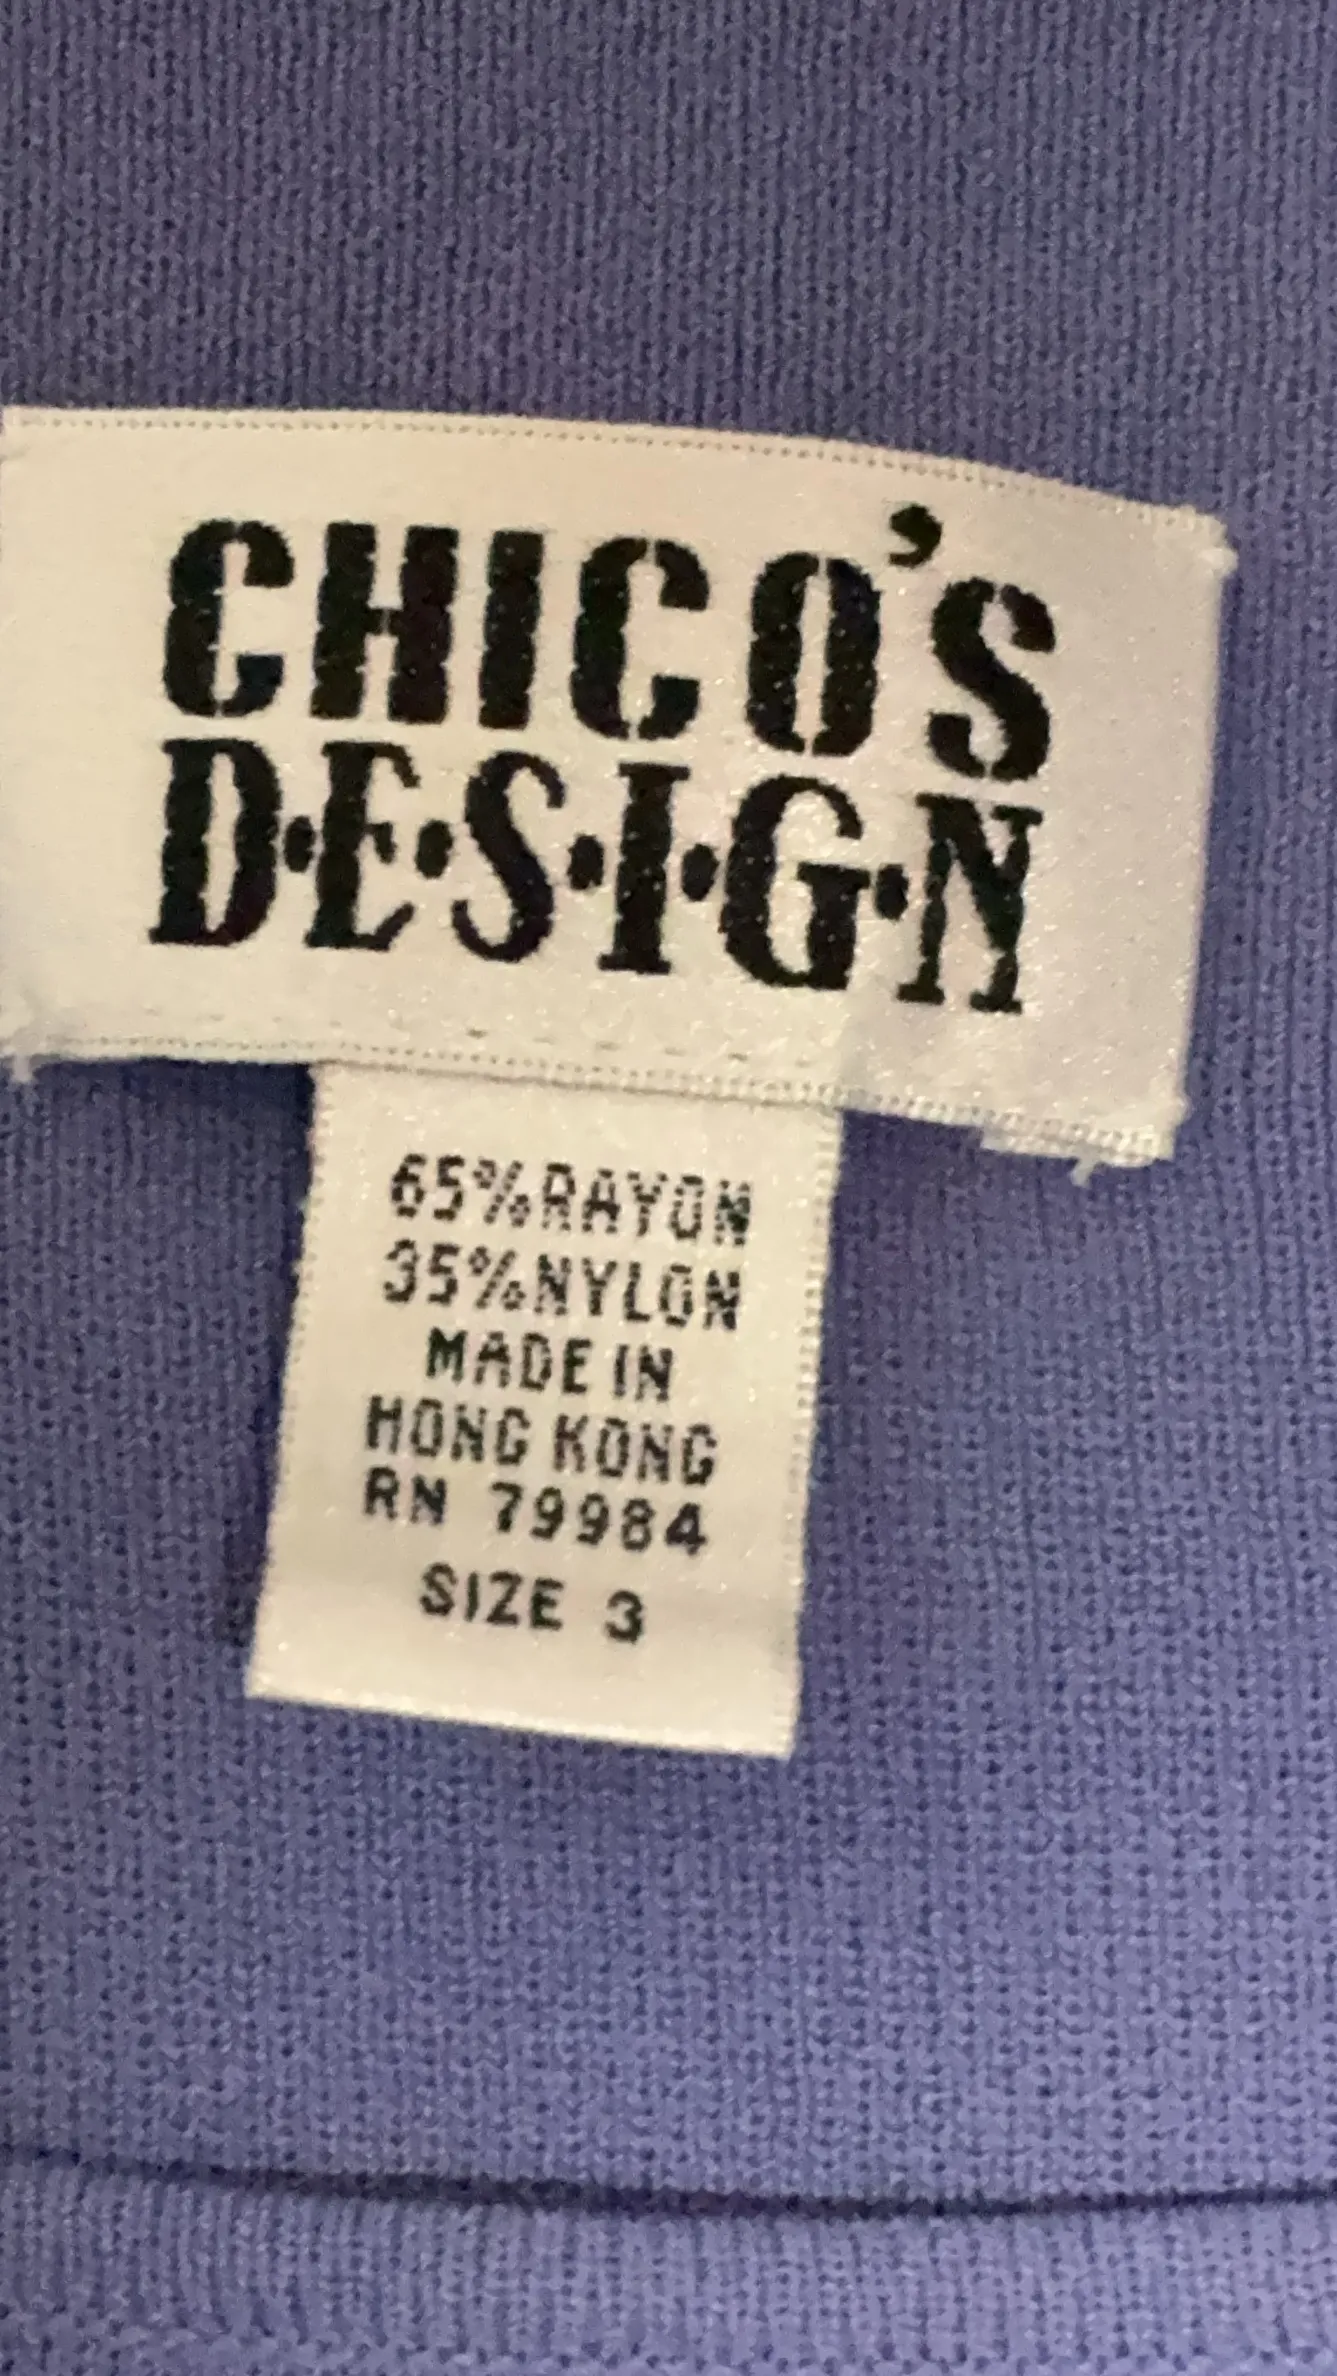 CHICO'S
D·E·S·I·G·N
65%RAYON
35%NYLON
MADE IN
HONG KONG
RN 79984
SIZE 3